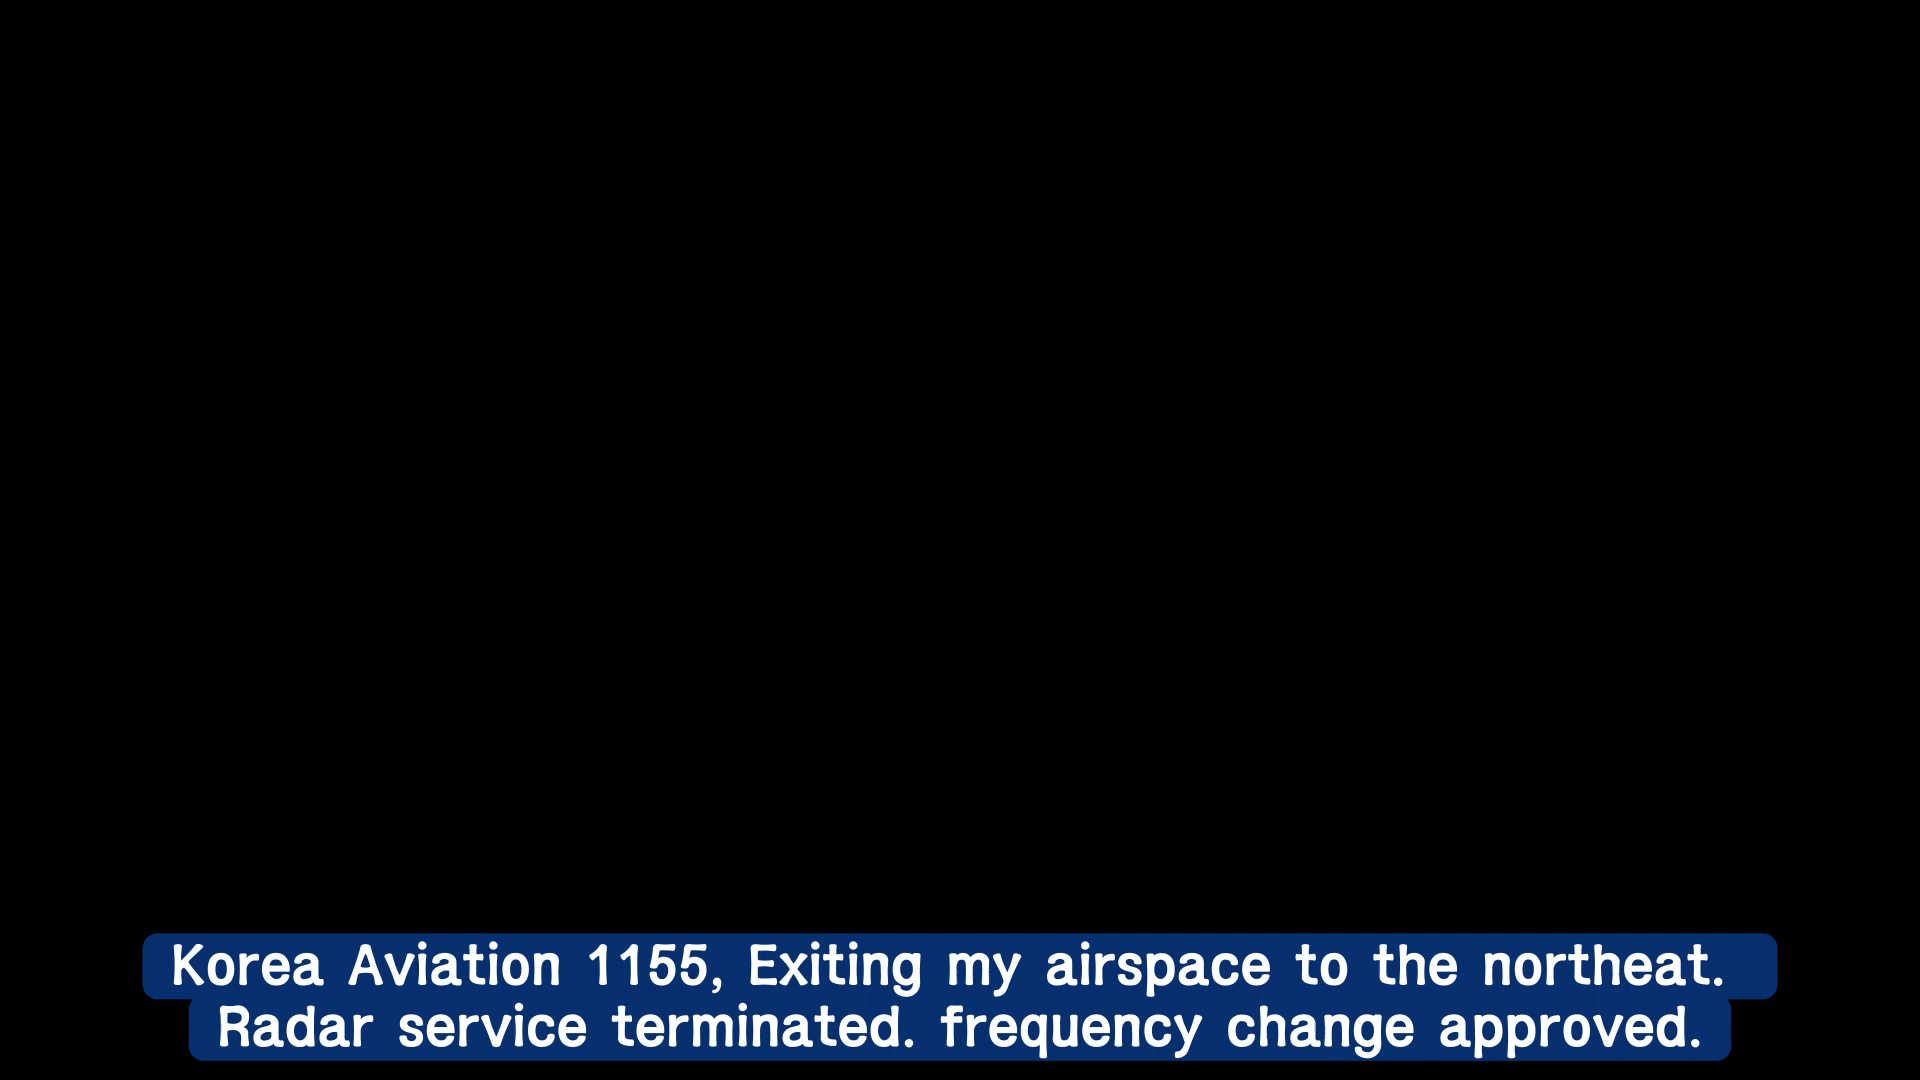 Korea Aviation 1155, Exiting my airspace to the northeat.
Radar service terminated. frequency change approved.